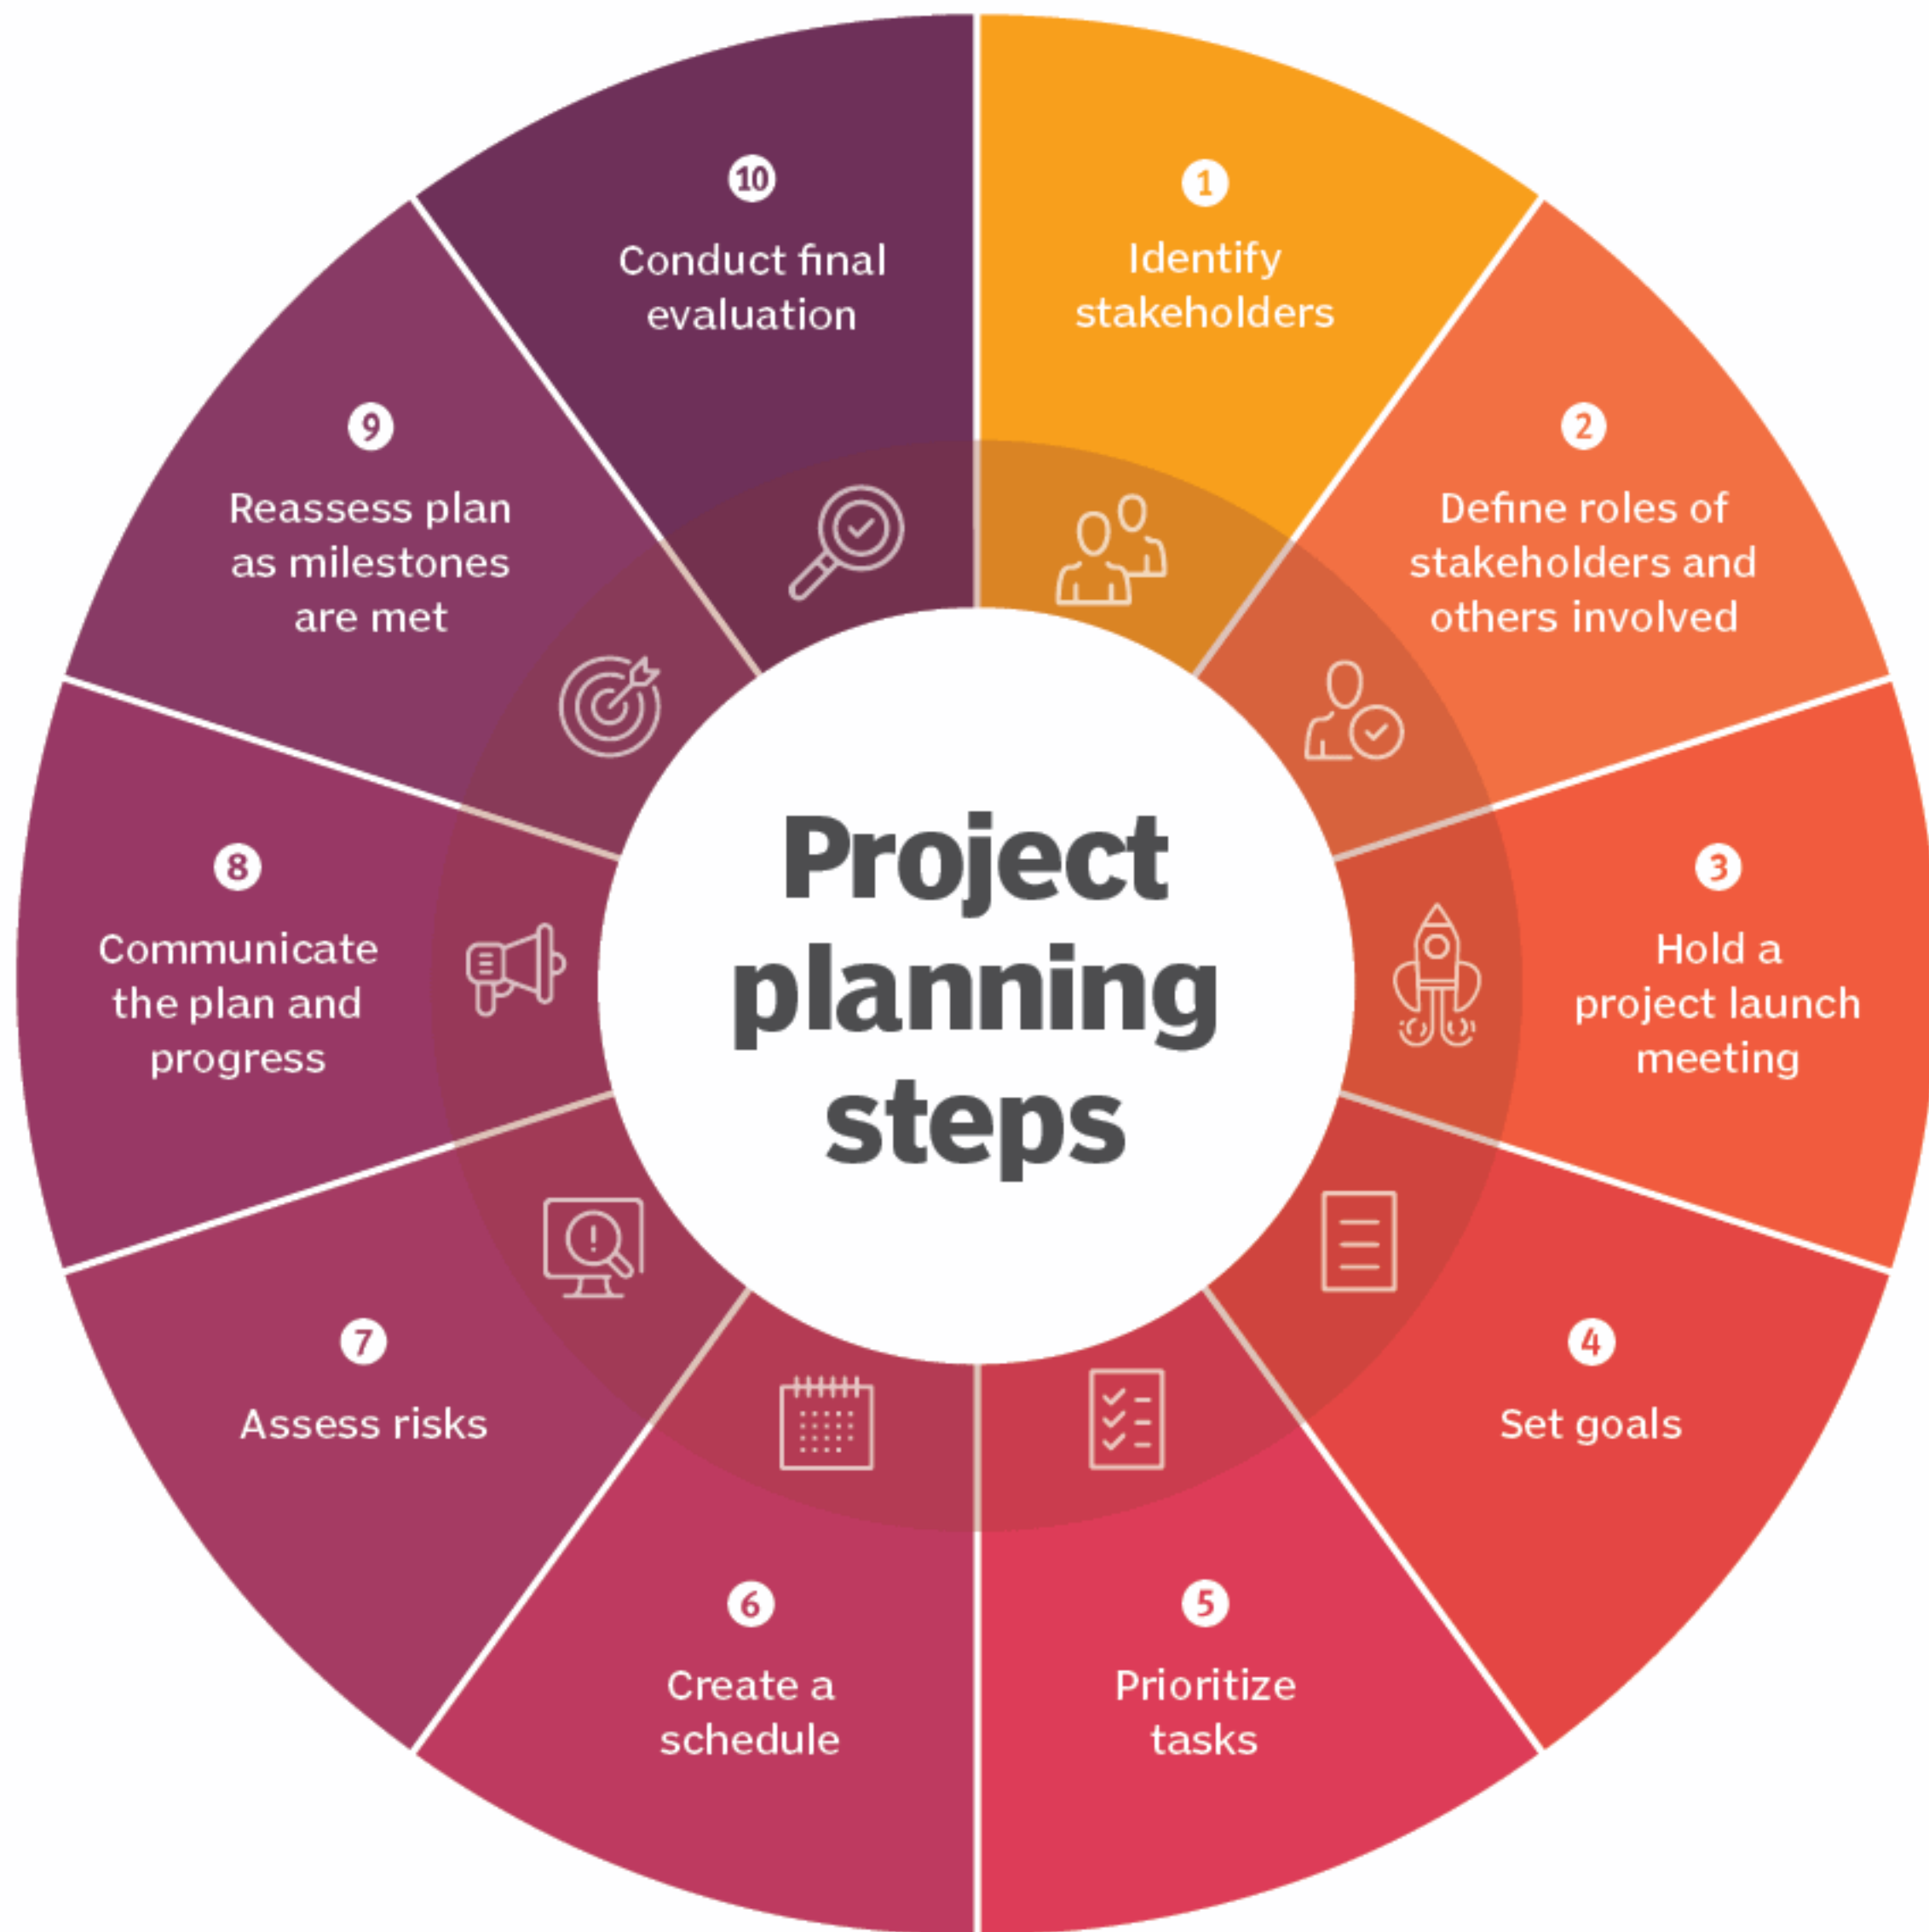 Project
planning
steps
1
Identify
stakeholders
2
Define roles of
stakeholders and
others involved
3
Hold a
project launch
meeting
4
Set goals
5
Prioritize
tasks
6
Create a
schedule
7
Assess risks
8
Communicate
the plan and
progress
9
Reassess plan
as milestones
are met
10
Conduct final
evaluation